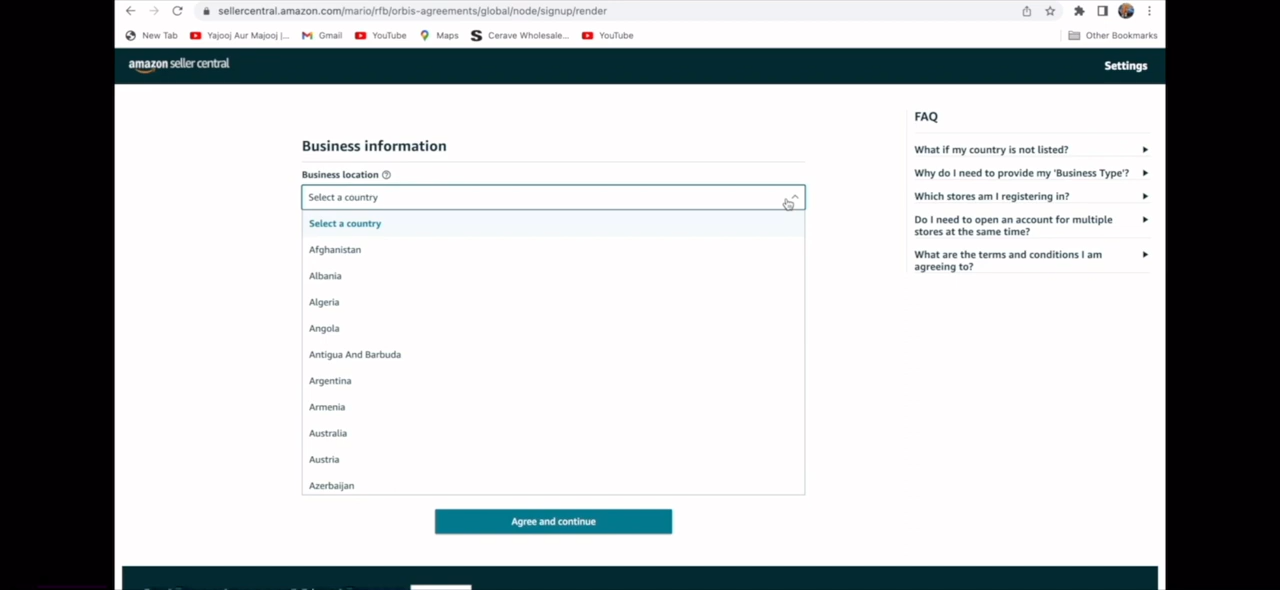 sellercentral.amazon.com/mario/rfb/orbis-agreements/global/node/signup/render
New Tab Yajooj Aur Majooj |... Gmail YouTube Maps Cerave Wholesale... YouTube Other Bookmarks
amazon seller central Settings
Business information
Business location
Select a country
Select a country
Afghanistan
Albania
Algeria
Angola
Antigua And Barbuda
Argentina
Armenia
Australia
Austria
Azerbaijan
Agree and continue
FAQ
What if my country is not listed?
Why do I need to provide my 'Business Type'?
Which stores am I registering in?
Do I need to open an account for multiple
stores at the same time?
What are the terms and conditions I am
agreeing to?